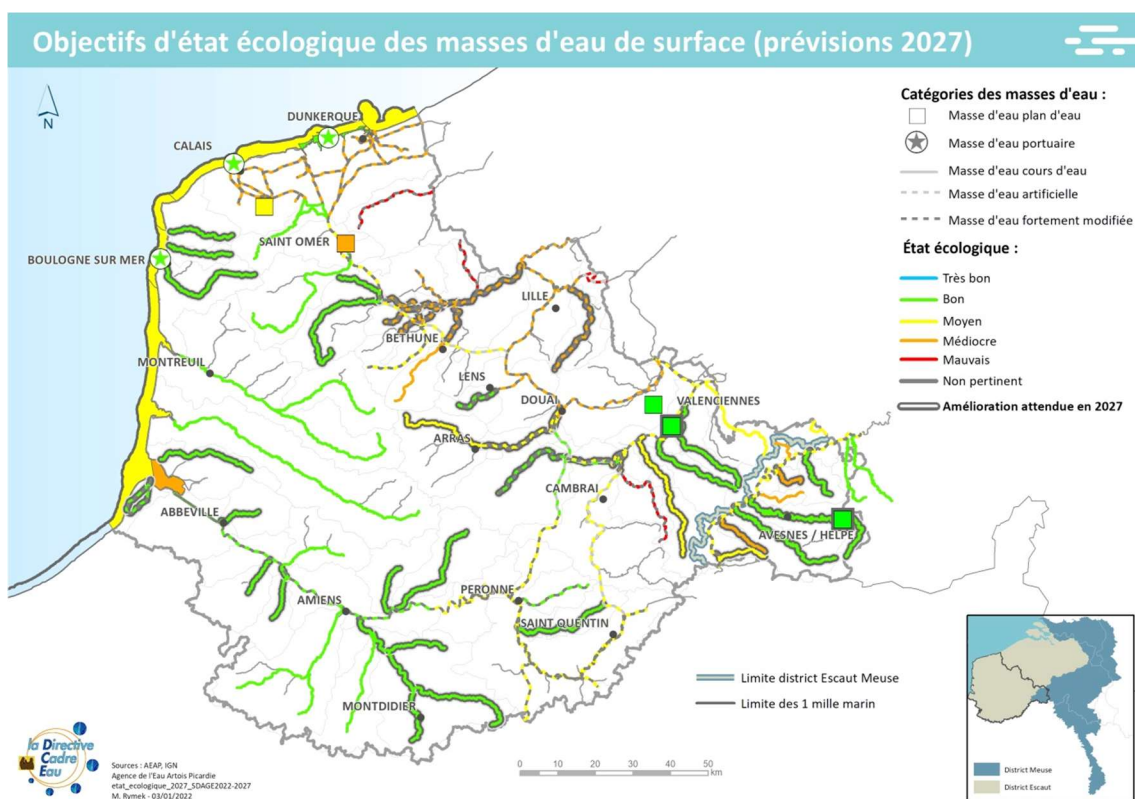 Objectifs d'état écologique des masses d'eau de surface (prévisions 2027)
N
DUNKERQUE
CALAIS
SAINT OMER
BOULOGNE SUR MER
LILLE
BETHUNE
MONTREUIL
LENS
DOUAI
VALENCIENNES
ARRAS
CAMBRAI
ABBEVILLE
AVESNES / HELPE
PERONNE
AMIENS
SAINT QUENTIN
MONTDIDIER
Catégories des masses d'eau :
Masse d'eau plan d'eau
Masse d'eau portuaire
Masse d'eau cours d'eau
Masse d'eau artificielle
Masse d'eau fortement modifiée
État écologique :
Très bon
Bon
Moyen
Médiocre
Mauvais
Non pertinent
Amélioration attendue en 2027
Limite district Escaut Meuse
Limite des 1 mille marin
0 10 20 30 40 50
km
District Meuse
District Escaut
la Directive
Cadre
Eau
Sources : AEAP, IGN
Agence de l'Eau Artois Picardie
etat_ecologique_2027_SDAGE2022-2027
M. Rymek - 03/01/2022